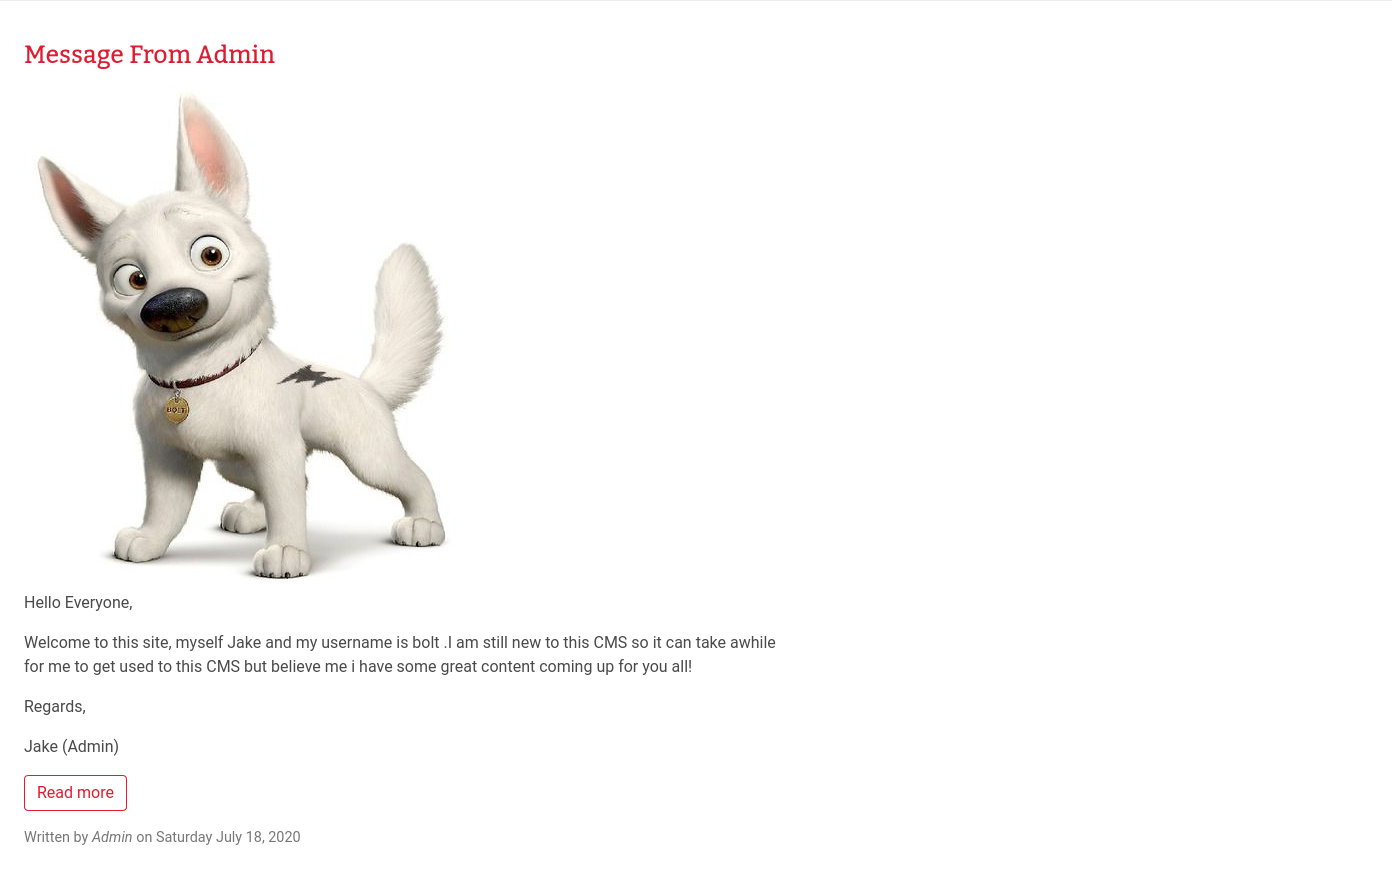 Message From Admin
BOLT
Hello Everyone,
Welcome to this site, myself Jake and my username is bolt .I am still new to this CMS so it can take awhile
for me to get used to this CMS but believe me i have some great content coming up for you all!
Regards,
Jake (Admin)
Read more
Written by Admin on Saturday July 18, 2020